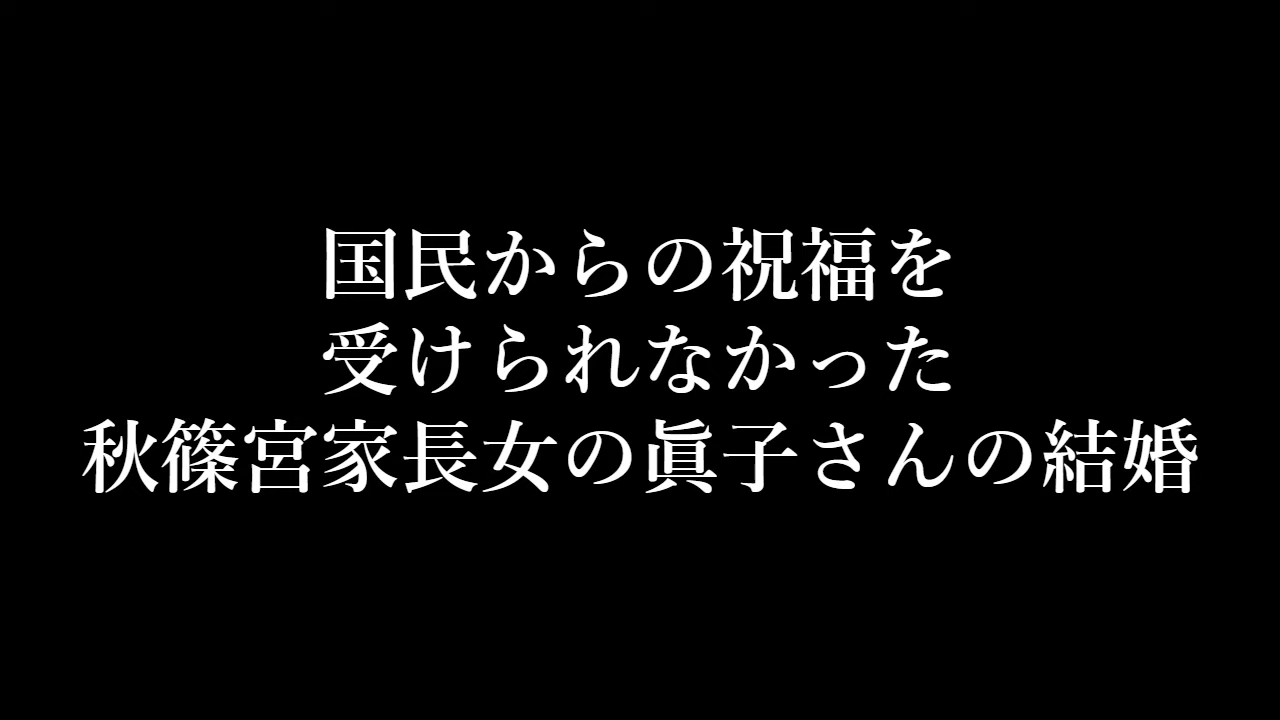 国民からの祝福を
受けられなかった
秋篠宮家長女の眞子さんの結婚